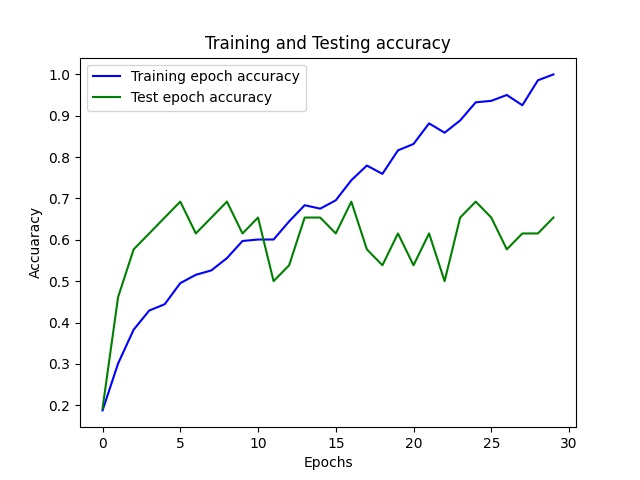 Training and Testing accuracy
Training epoch accuracy
Test epoch accuracy
Accuaracy
1.0
0.9
0.8
0.7
0.6
0.5
0.4
0.3
0.2
0 5 10 15 20 25 30
Epochs